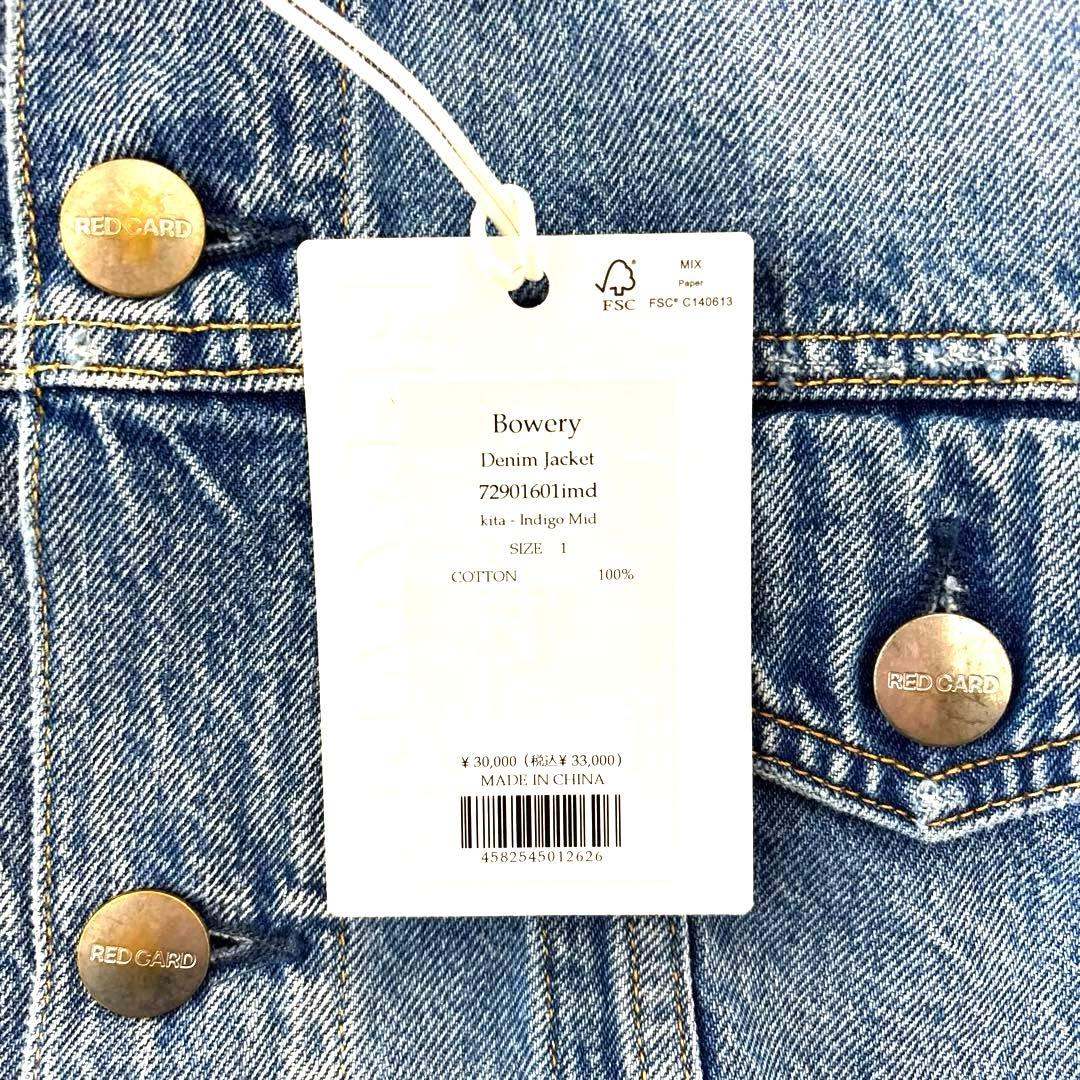 RED CARD
MIX
Paper
FSC® C140613
FSC
Bowery
Denim Jacket
72901601imd
kita - Indigo Mid
SIZE 1
COTTON 100%
RED CARD
¥ 30,000 (税込¥ 33,000)
MADE IN CHINA
4582545012626
RED CARD